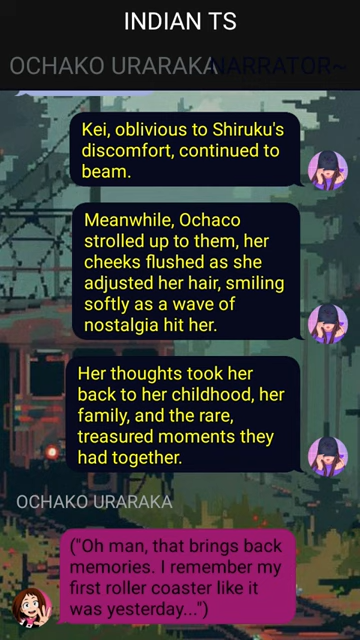 INDIAN TS
OCHAKO URARAKA NARRATOR~
Kei, oblivious to Shiruku's
discomfort, continued to
beam.
Meanwhile, Ochaco
strolled up to them, her
cheeks flushed as she
adjusted her hair, smiling
softly as a wave of
nostalgia hit her.
Her thoughts took her
back to her childhood, her
family, and the rare,
treasured moments they
had together.
OCHAKO URARAKA
("Oh man, that brings back
memories. I remember my
first roller coaster like it
was yesterday...")